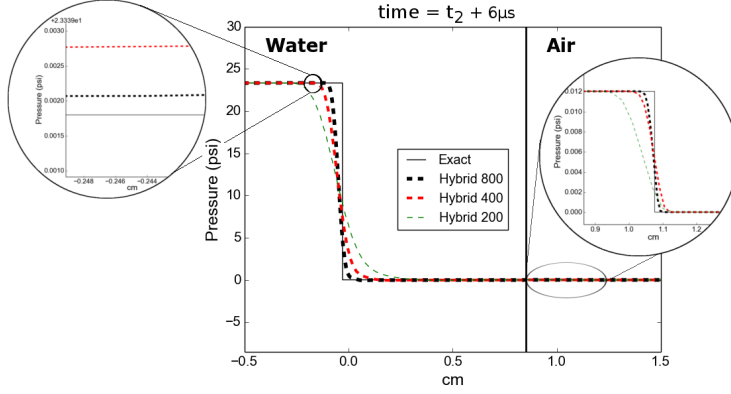 time = t2 + 6μs
Water
Air
+2.3339e1
0.0030
0.0025
0.0020
0.0015
0.0010
Pressure (psi)
−0.248
−0.246
−0.244
cm
30
25
20
15
10
5
0
−5
Pressure (psi)
−0.5
0.0
0.5
1.0
1.5
cm
Exact
Hybrid 800
Hybrid 400
Hybrid 200
0.012
0.010
0.008
0.006
0.004
0.002
0.000
Pressure (psi)
0.9
1.0
1.1
1.2
cm